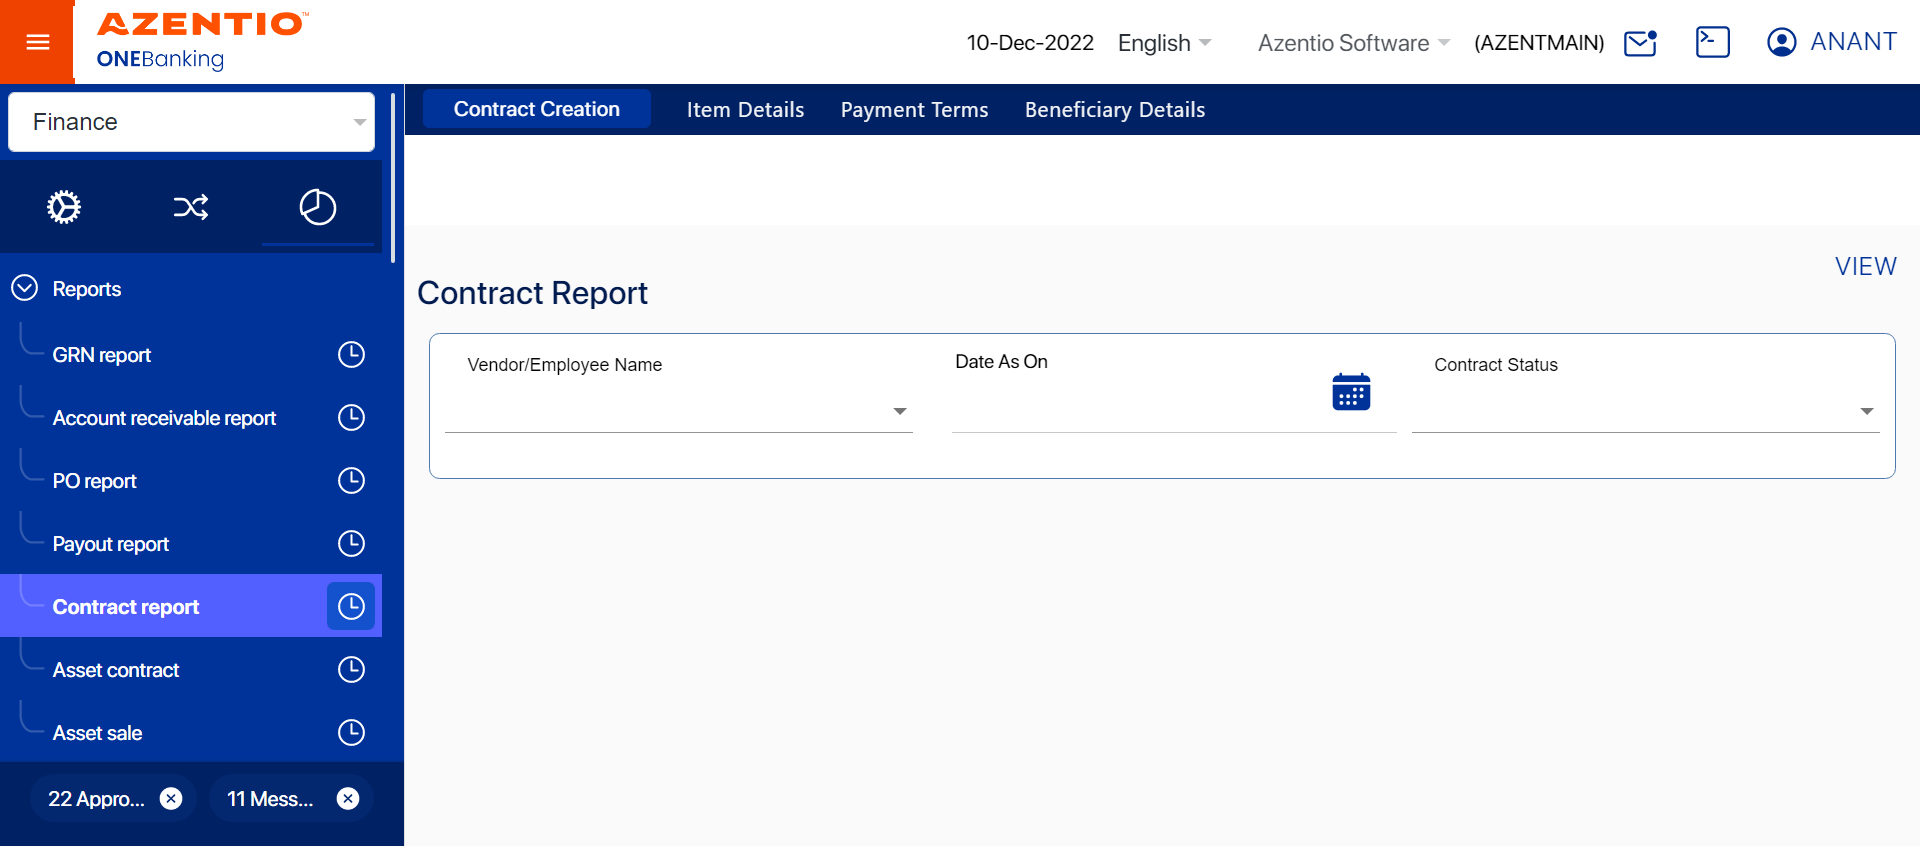 AZENTIO™
ONEBanking
10-Dec-2022
English
Azentio Software
(AZENTMAIN)
ANANT
Finance
Contract Creation
Item Details
Payment Terms
Beneficiary Details
VIEW
Contract Report
Vendor/Employee Name
Date As On
Contract Status
Reports
GRN report
Account receivable report
PO report
Payout report
Contract report
Asset contract
Asset sale
22 Appro...
11 Mess...